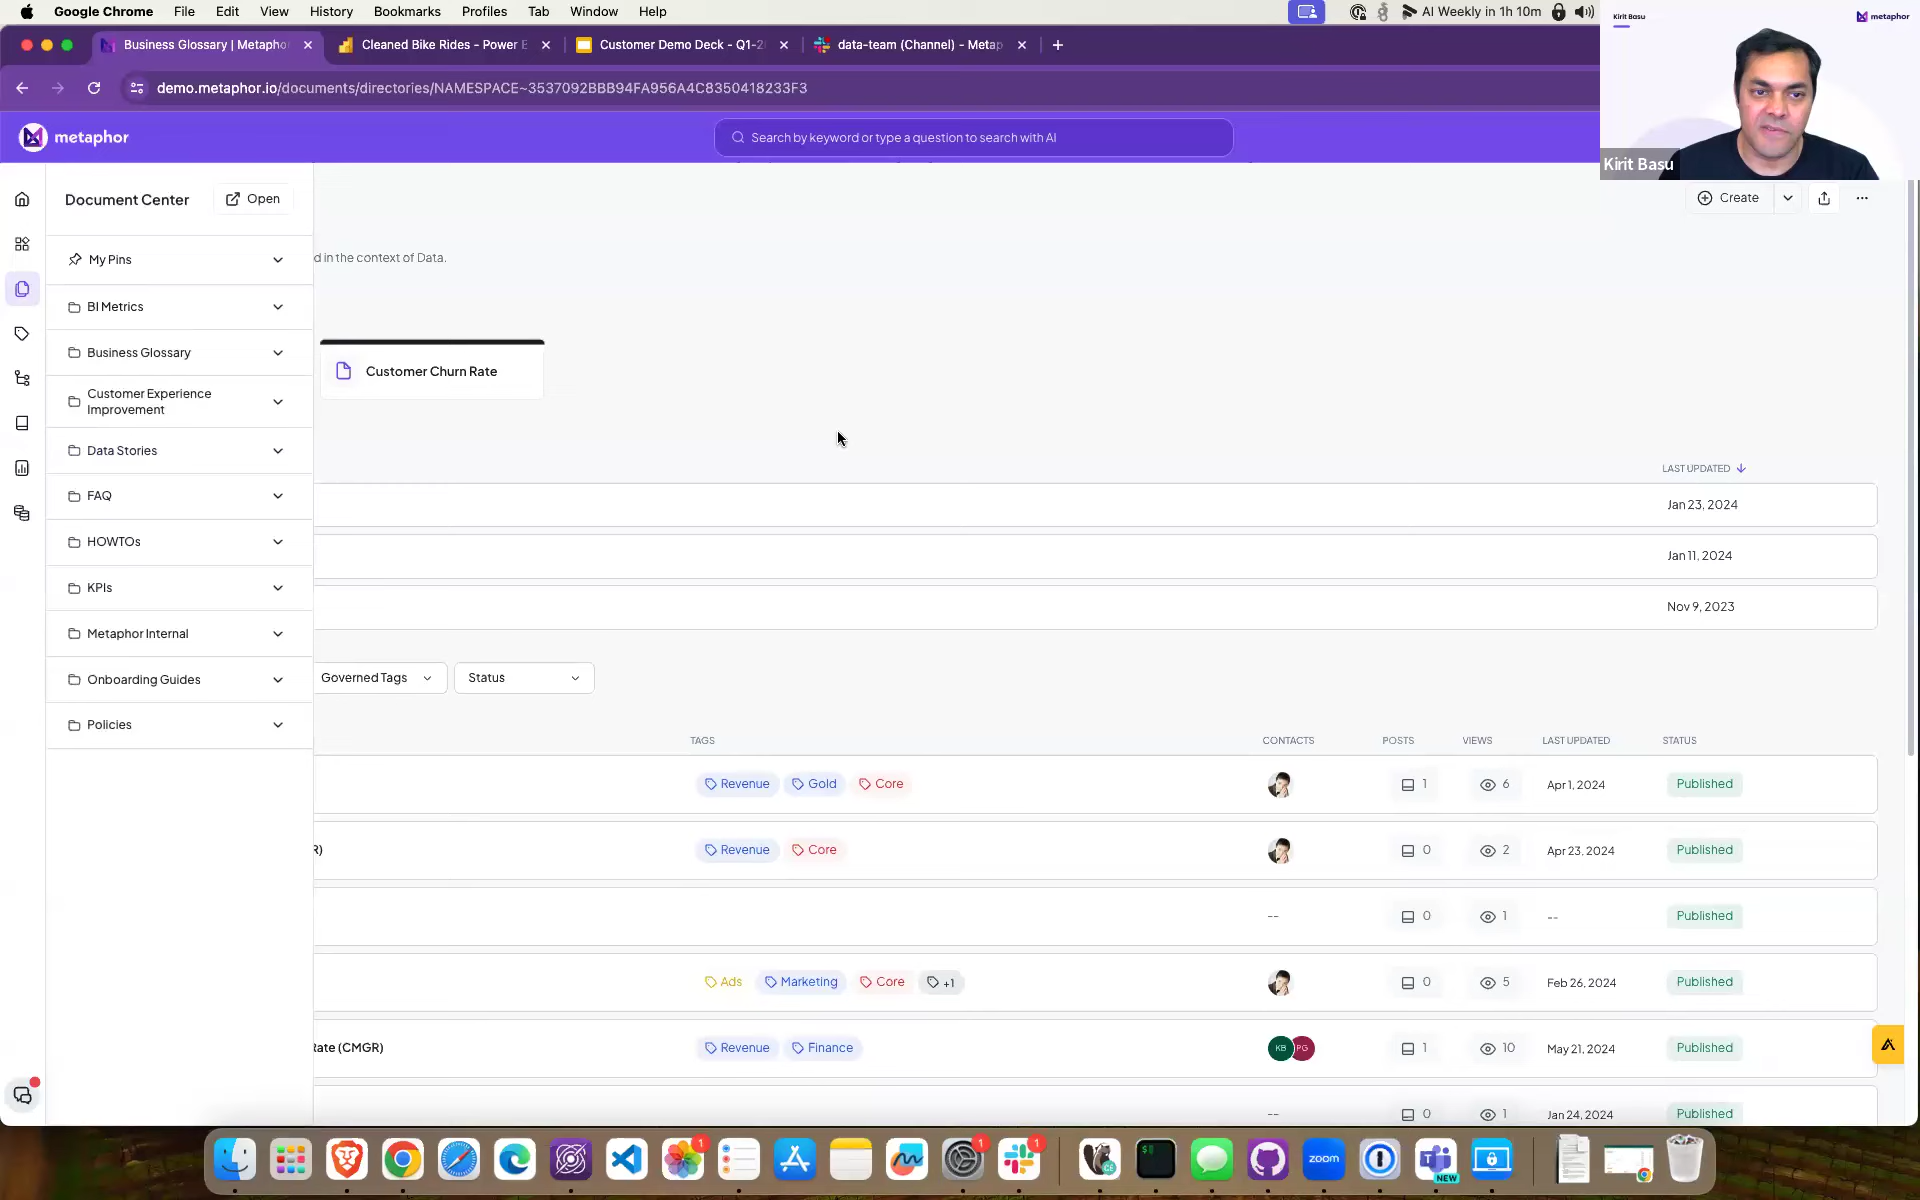 Google Chrome File Edit View History Bookmarks Profiles Tab Window Help
AI Weekly in 1h 10m
Business Glossary | Metapho
Cleaned Bike Rides - Power E
Customer Demo Deck - Q1-2
data-team (Channel) - Metap
demo.metaphor.io/documents/directories/NAMESPACE~3537092BBB94FA956A4C8350418233F3
metaphor
Search by keyword or type a question to search with AI
Kirit Basu
metaphor
Kirit Basu
Document Center
Open
Create
My Pins
d in the context of Data.
BI Metrics
Business Glossary
Customer Churn Rate
Customer Experience
Improvement
Data Stories
LAST UPDATED
FAQ
Jan 23, 2024
HOWTOs
Jan 11, 2024
KPIs
Nov 9, 2023
Metaphor Internal
Onboarding Guides
Governed Tags
Status
Policies
TAGS CONTACTS POSTS VIEWS LAST UPDATED STATUS
Revenue Gold Core 1 6 Apr 1, 2024 Published
R) Revenue Core 0 2 Apr 23, 2024 Published
-- 0 1 -- Published
Ads Marketing Core +1 0 5 Feb 26, 2024 Published
Rate (CMGR) Revenue Finance KB PG 1 10 May 21, 2024 Published
-- 0 1 Jan 24, 2024 Published
1
1
1
zoom
NEW